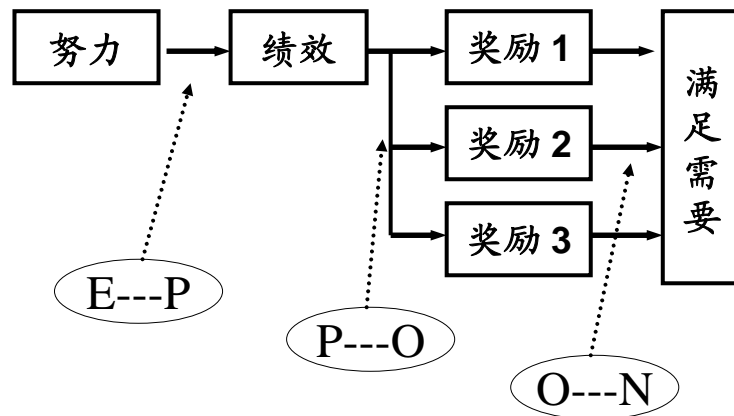 努力
绩效
奖励 1
奖励 2
奖励 3
满足需要
E---P
P---O
O---N